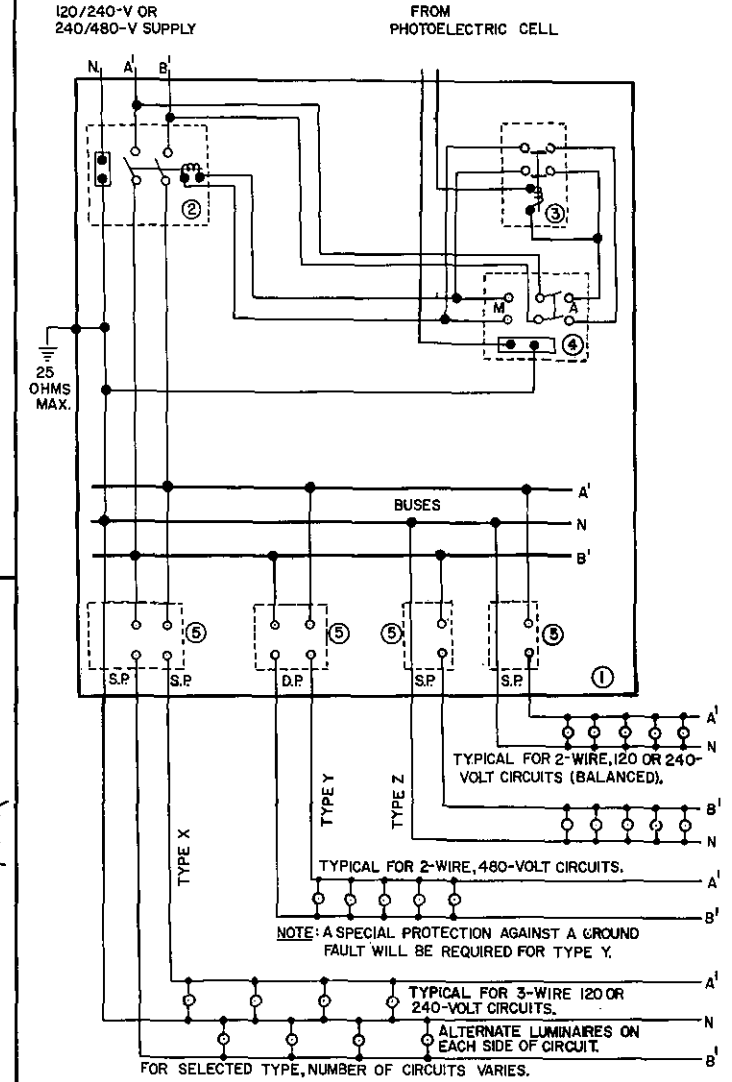 120/240-V OR
240/480-V SUPPLY
FROM
PHOTOELECTRIC CELL
N
A'
B'
②
③
M
A
④
25
OHMS
MAX.
A'
BUSES
N
B'
⑤
⑤
⑤
⑤
S.P.
S.P.
D.P.
S.P.
S.P.
①
A'
N
TYPICAL FOR 2-WIRE, 120 OR 240-
VOLT CIRCUITS (BALANCED).
B'
N
TYPE X
TYPE Y
TYPE Z
TYPICAL FOR 2-WIRE, 480-VOLT CIRCUITS.
A'
B'
NOTE: A SPECIAL PROTECTION AGAINST A GROUND
FAULT WILL BE REQUIRED FOR TYPE Y.
A'
TYPICAL FOR 3-WIRE 120 OR
240-VOLT CIRCUITS.
N
ALTERNATE LUMINAIRES ON
EACH SIDE OF CIRCUIT.
B'
FOR SELECTED TYPE, NUMBER OF CIRCUITS VARIES.